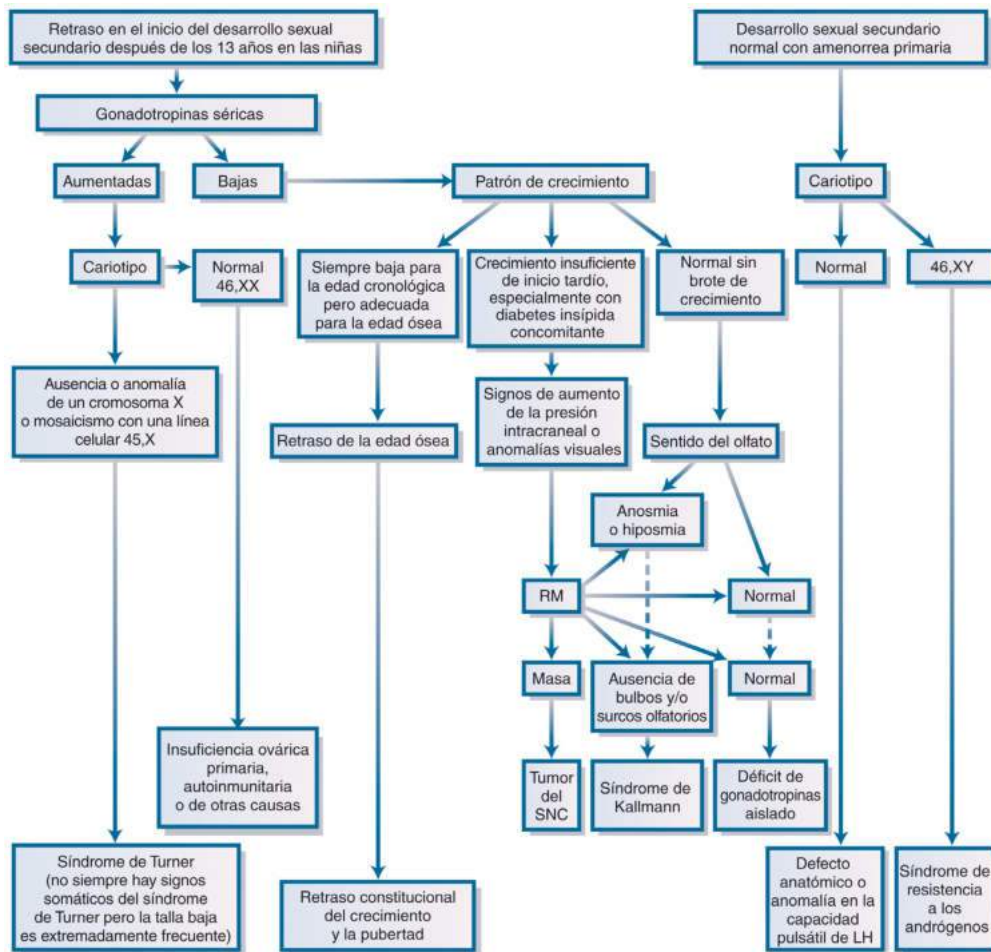 Retraso en el inicio del desarrollo sexual
secundario después de los 13 años en las niñas
Desarrollo sexual secundario
normal con amenorrea primaria
Gonadotropinas séricas
Aumentadas
Bajas
Patrón de crecimiento
Cariotipo
Cariotipo
Normal
46,XX
Siempre baja para
la edad cronológica
pero adecuada
para la edad ósea
Crecimiento insuficiente
de inicio tardío,
especialmente con
diabetes insípida
concomitante
Normal sin
brote de
crecimiento
Normal
46,XY
Ausencia o anomalía
de un cromosoma X
o mosaicismo con una línea
celular 45,X
Retraso de la edad ósea
Signos de aumento
de la presión
intracraneal o
anomalías visuales
Sentido del olfato
Anosmia
o hiposmia
RM
Normal
Masa
Ausencia de
bulbos y/o
surcos olfatorios
Normal
Insuficiencia ovárica
primaria,
autoinmunitaria
o de otras causas
Tumor
del
SNC
Síndrome de
Kallmann
Déficit de
gonadotropinas
aislado
Síndrome de Turner
(no siempre hay signos
somáticos del síndrome
de Turner pero la talla baja
es extremadamente frecuente)
Retraso constitucional
del crecimiento
y la pubertad
Defecto
anatómico o
anomalía en la
capacidad
pulsátil de LH
Síndrome de
resistencia
a los
andrógenos